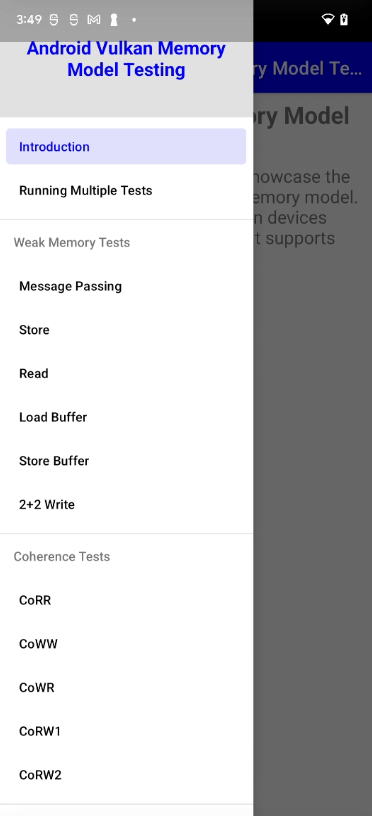 3:49
Android Vulkan Memory
Model Testing
ry Model Te...
Introduction
Running Multiple Tests
Weak Memory Tests
Message Passing
Store
Read
Load Buffer
Store Buffer
2+2 Write
Coherence Tests
CoRR
CoWW
CoWR
CoRW1
CoRW2
ory Model
howcase the
emory model.
n devices
t supports